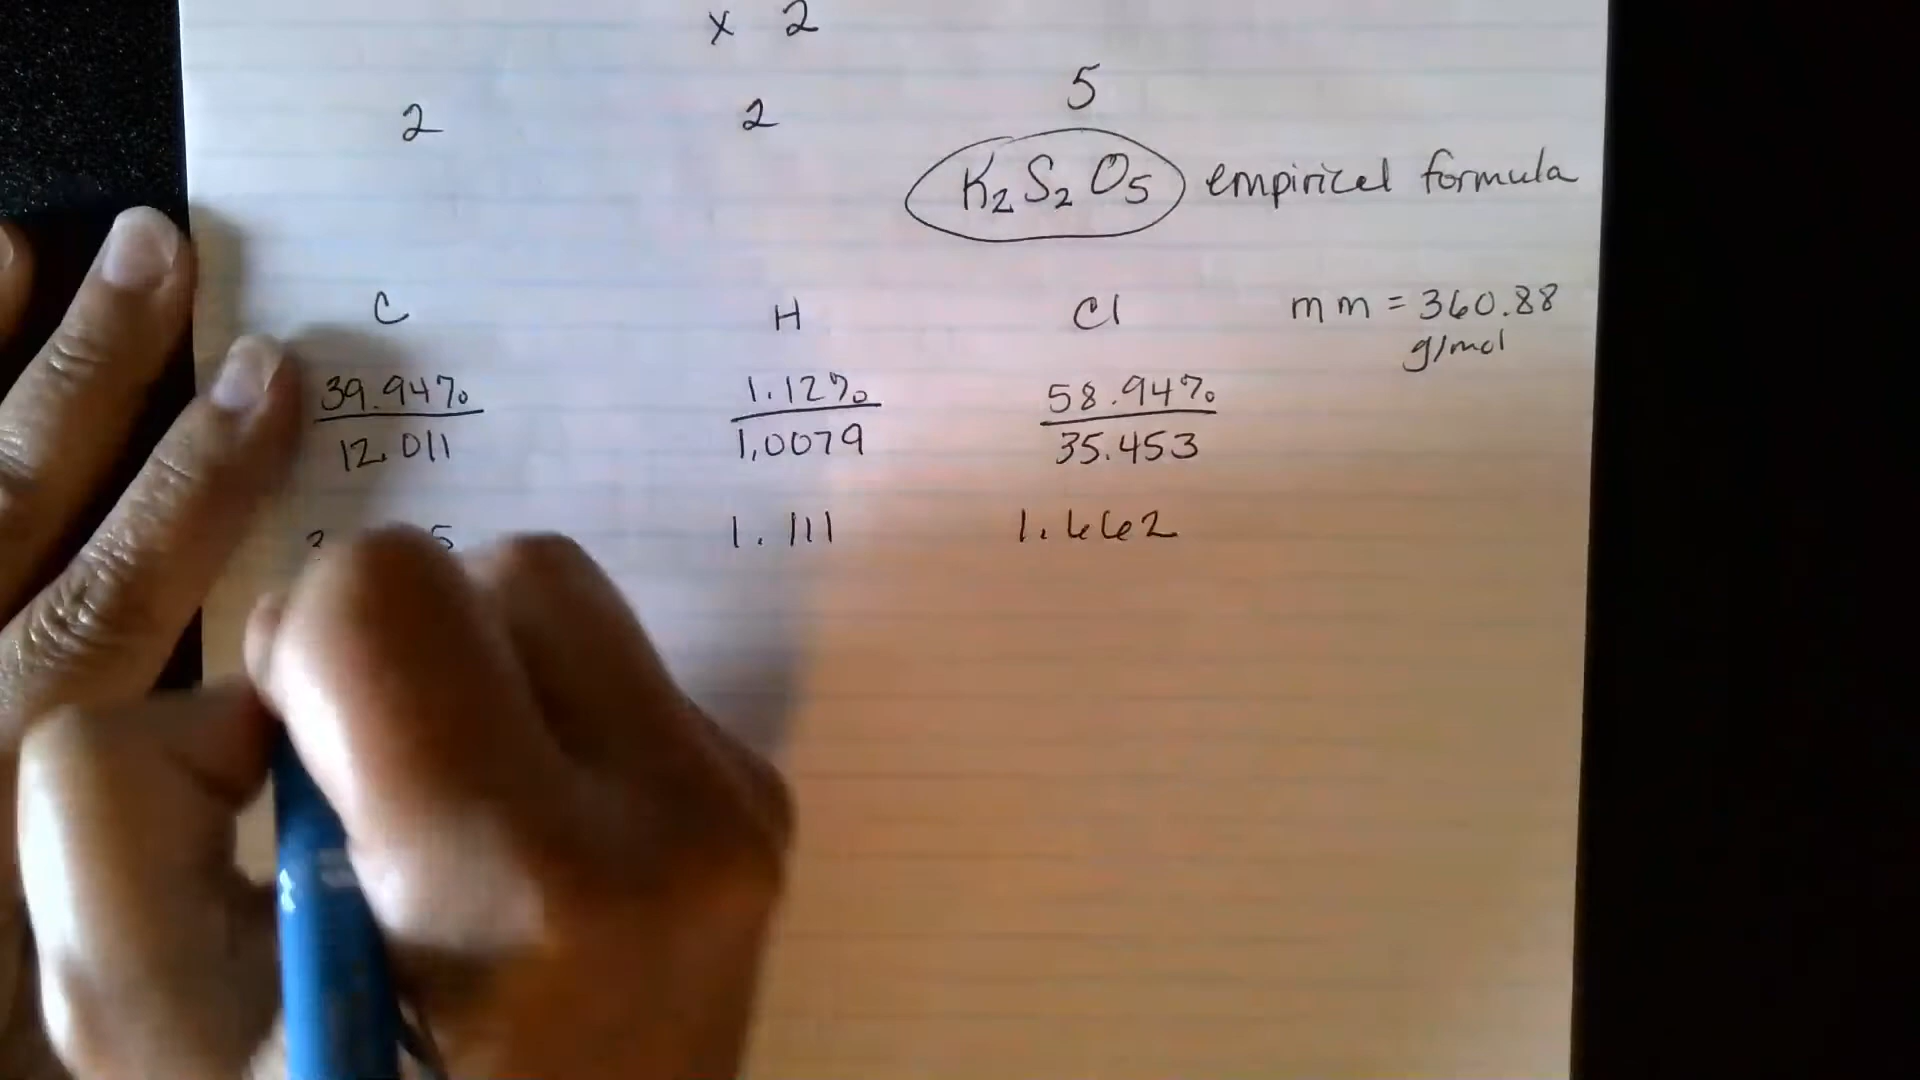 x 2
2 2 5
K₂S₂O₅ empirical formula
C H Cl mm = 360.88
g/mol
39.94% 1.12% 58.94%
12.011 1.0079 35.453
1.111 1.662